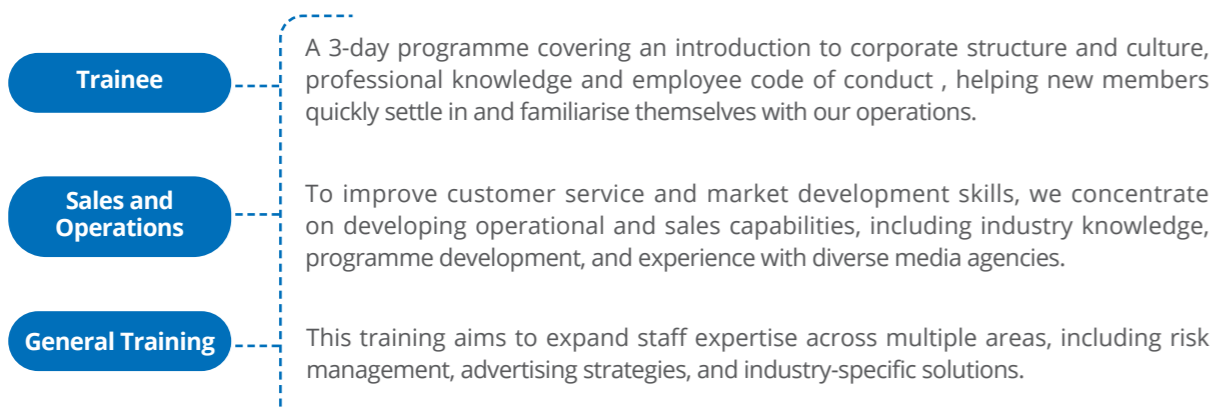 Trainee
A 3-day programme covering an introduction to corporate structure and culture,
professional knowledge and employee code of conduct , helping new members
quickly settle in and familiarise themselves with our operations.
Sales and
Operations
To improve customer service and market development skills, we concentrate
on developing operational and sales capabilities, including industry knowledge,
programme development, and experience with diverse media agencies.
General Training
This training aims to expand staff expertise across multiple areas, including risk
management, advertising strategies, and industry-specific solutions.